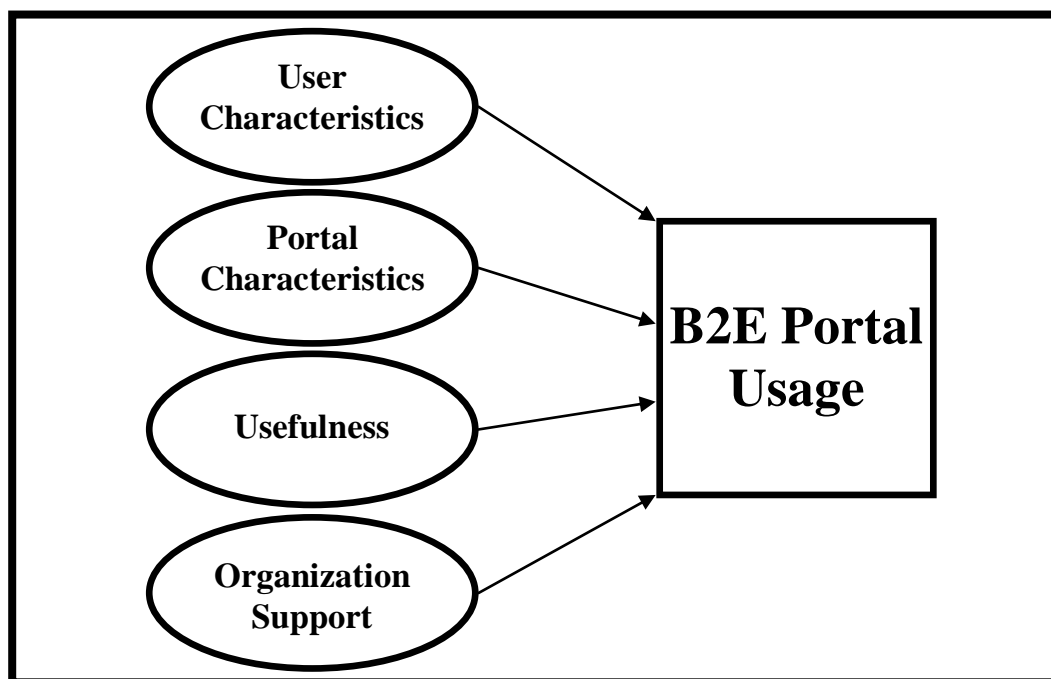 User
Characteristics
Portal
Characteristics
Usefulness
Organization
Support
B2E Portal
Usage